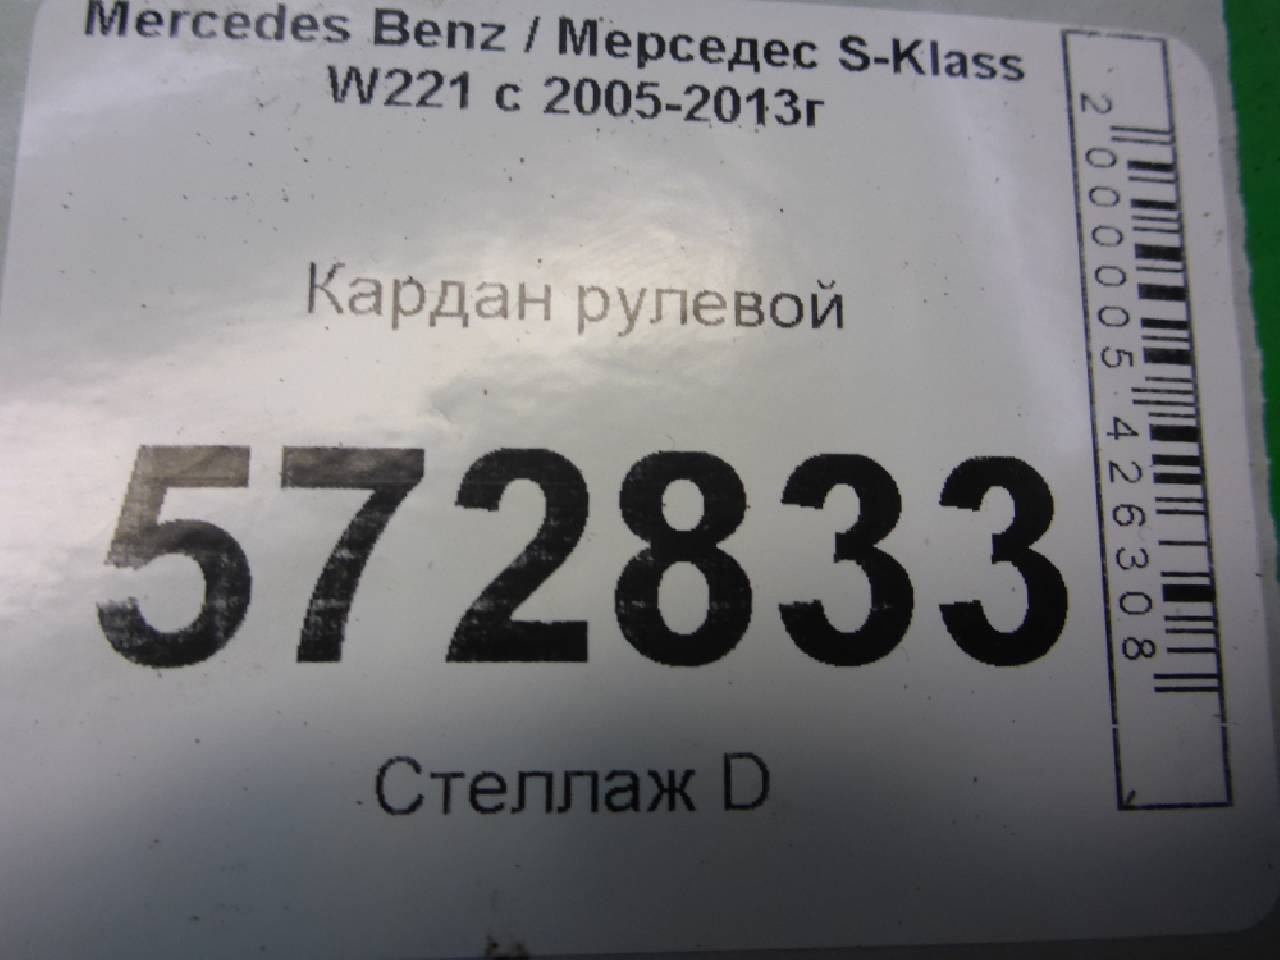 Mercedes Benz / Мерседес S-Klass
W221 с 2005-2013г
Кардан рулевой
572833
Стеллаж D
2000005426308